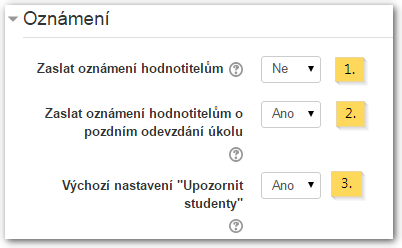 Oznámení
Zaslat oznámení hodnotitelům Ne 1.
Zaslat oznámení hodnotitelům o Ano 2.
pozdním odevzdání úkolu
Výchozí nastavení "Upozornit Ano 3.
studenty"